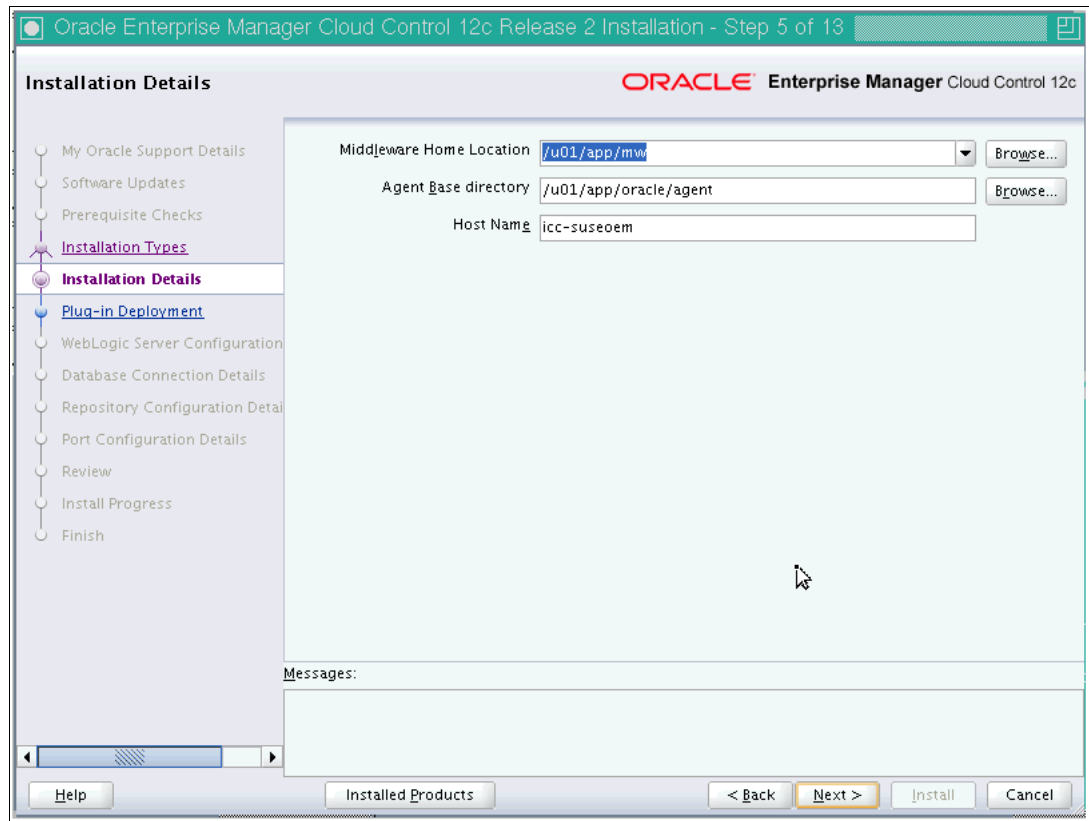 Oracle Enterprise Manager Cloud Control 12c Release 2 Installation - Step 5 of 13
Installation Details
ORACLE Enterprise Manager Cloud Control 12c
My Oracle Support Details
Software Updates
Prerequisite Checks
Installation Types
Installation Details
Plug-in Deployment
WebLogic Server Configuration
Database Connection Details
Repository Configuration Detai
Port Configuration Details
Review
Install Progress
Finish
Middleware Home Location /u01/app/mw Browse...
Agent Base directory /u01/app/oracle/agent Browse...
Host Name icc-suseoem
Messages:
Help Installed Products < Back Next > Install Cancel